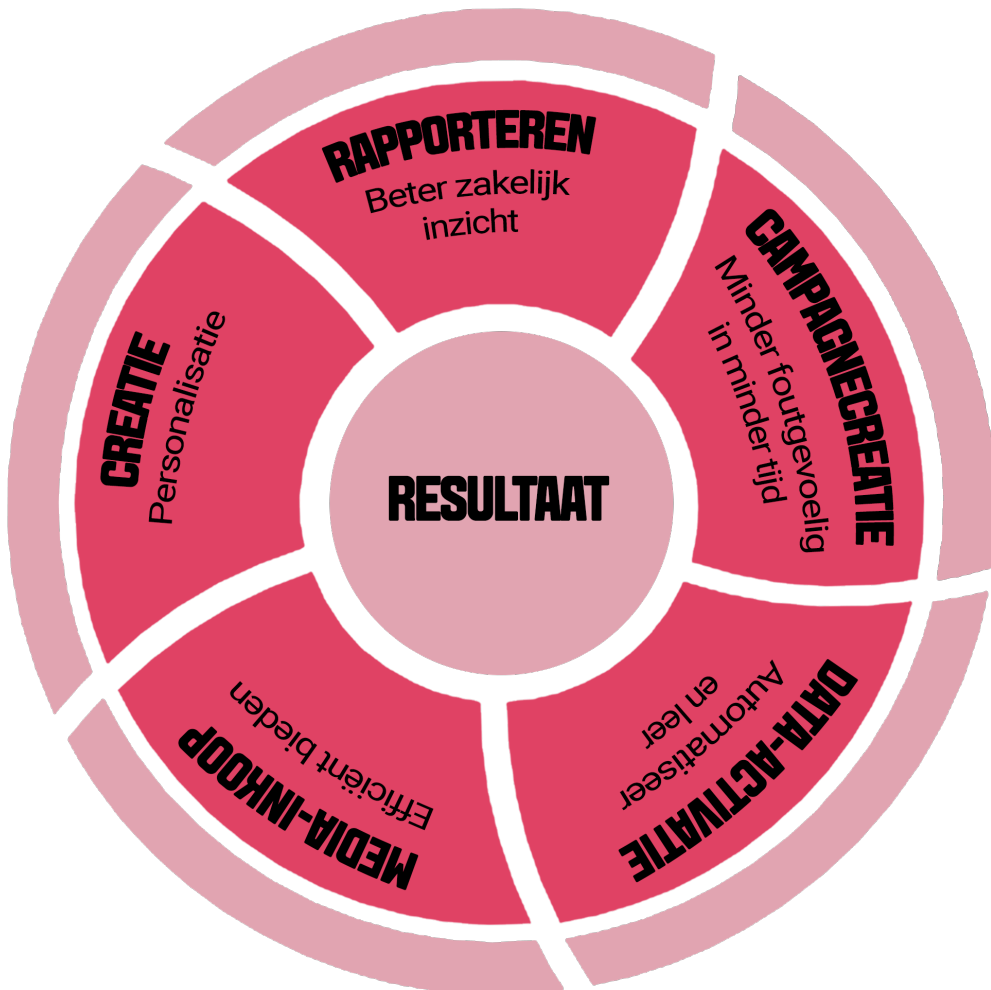 RAPPORTEREN
Beter zakelijk
inzicht
CAMPAGNECREATIE
Minder foutgevoelig
in minder tijd
DATA-ACTIVATIE
Automatiseer
en leer
MEDIA-INKOOP
Efficiënt bieden
CREATIE
Personalisatie
RESULTAAT